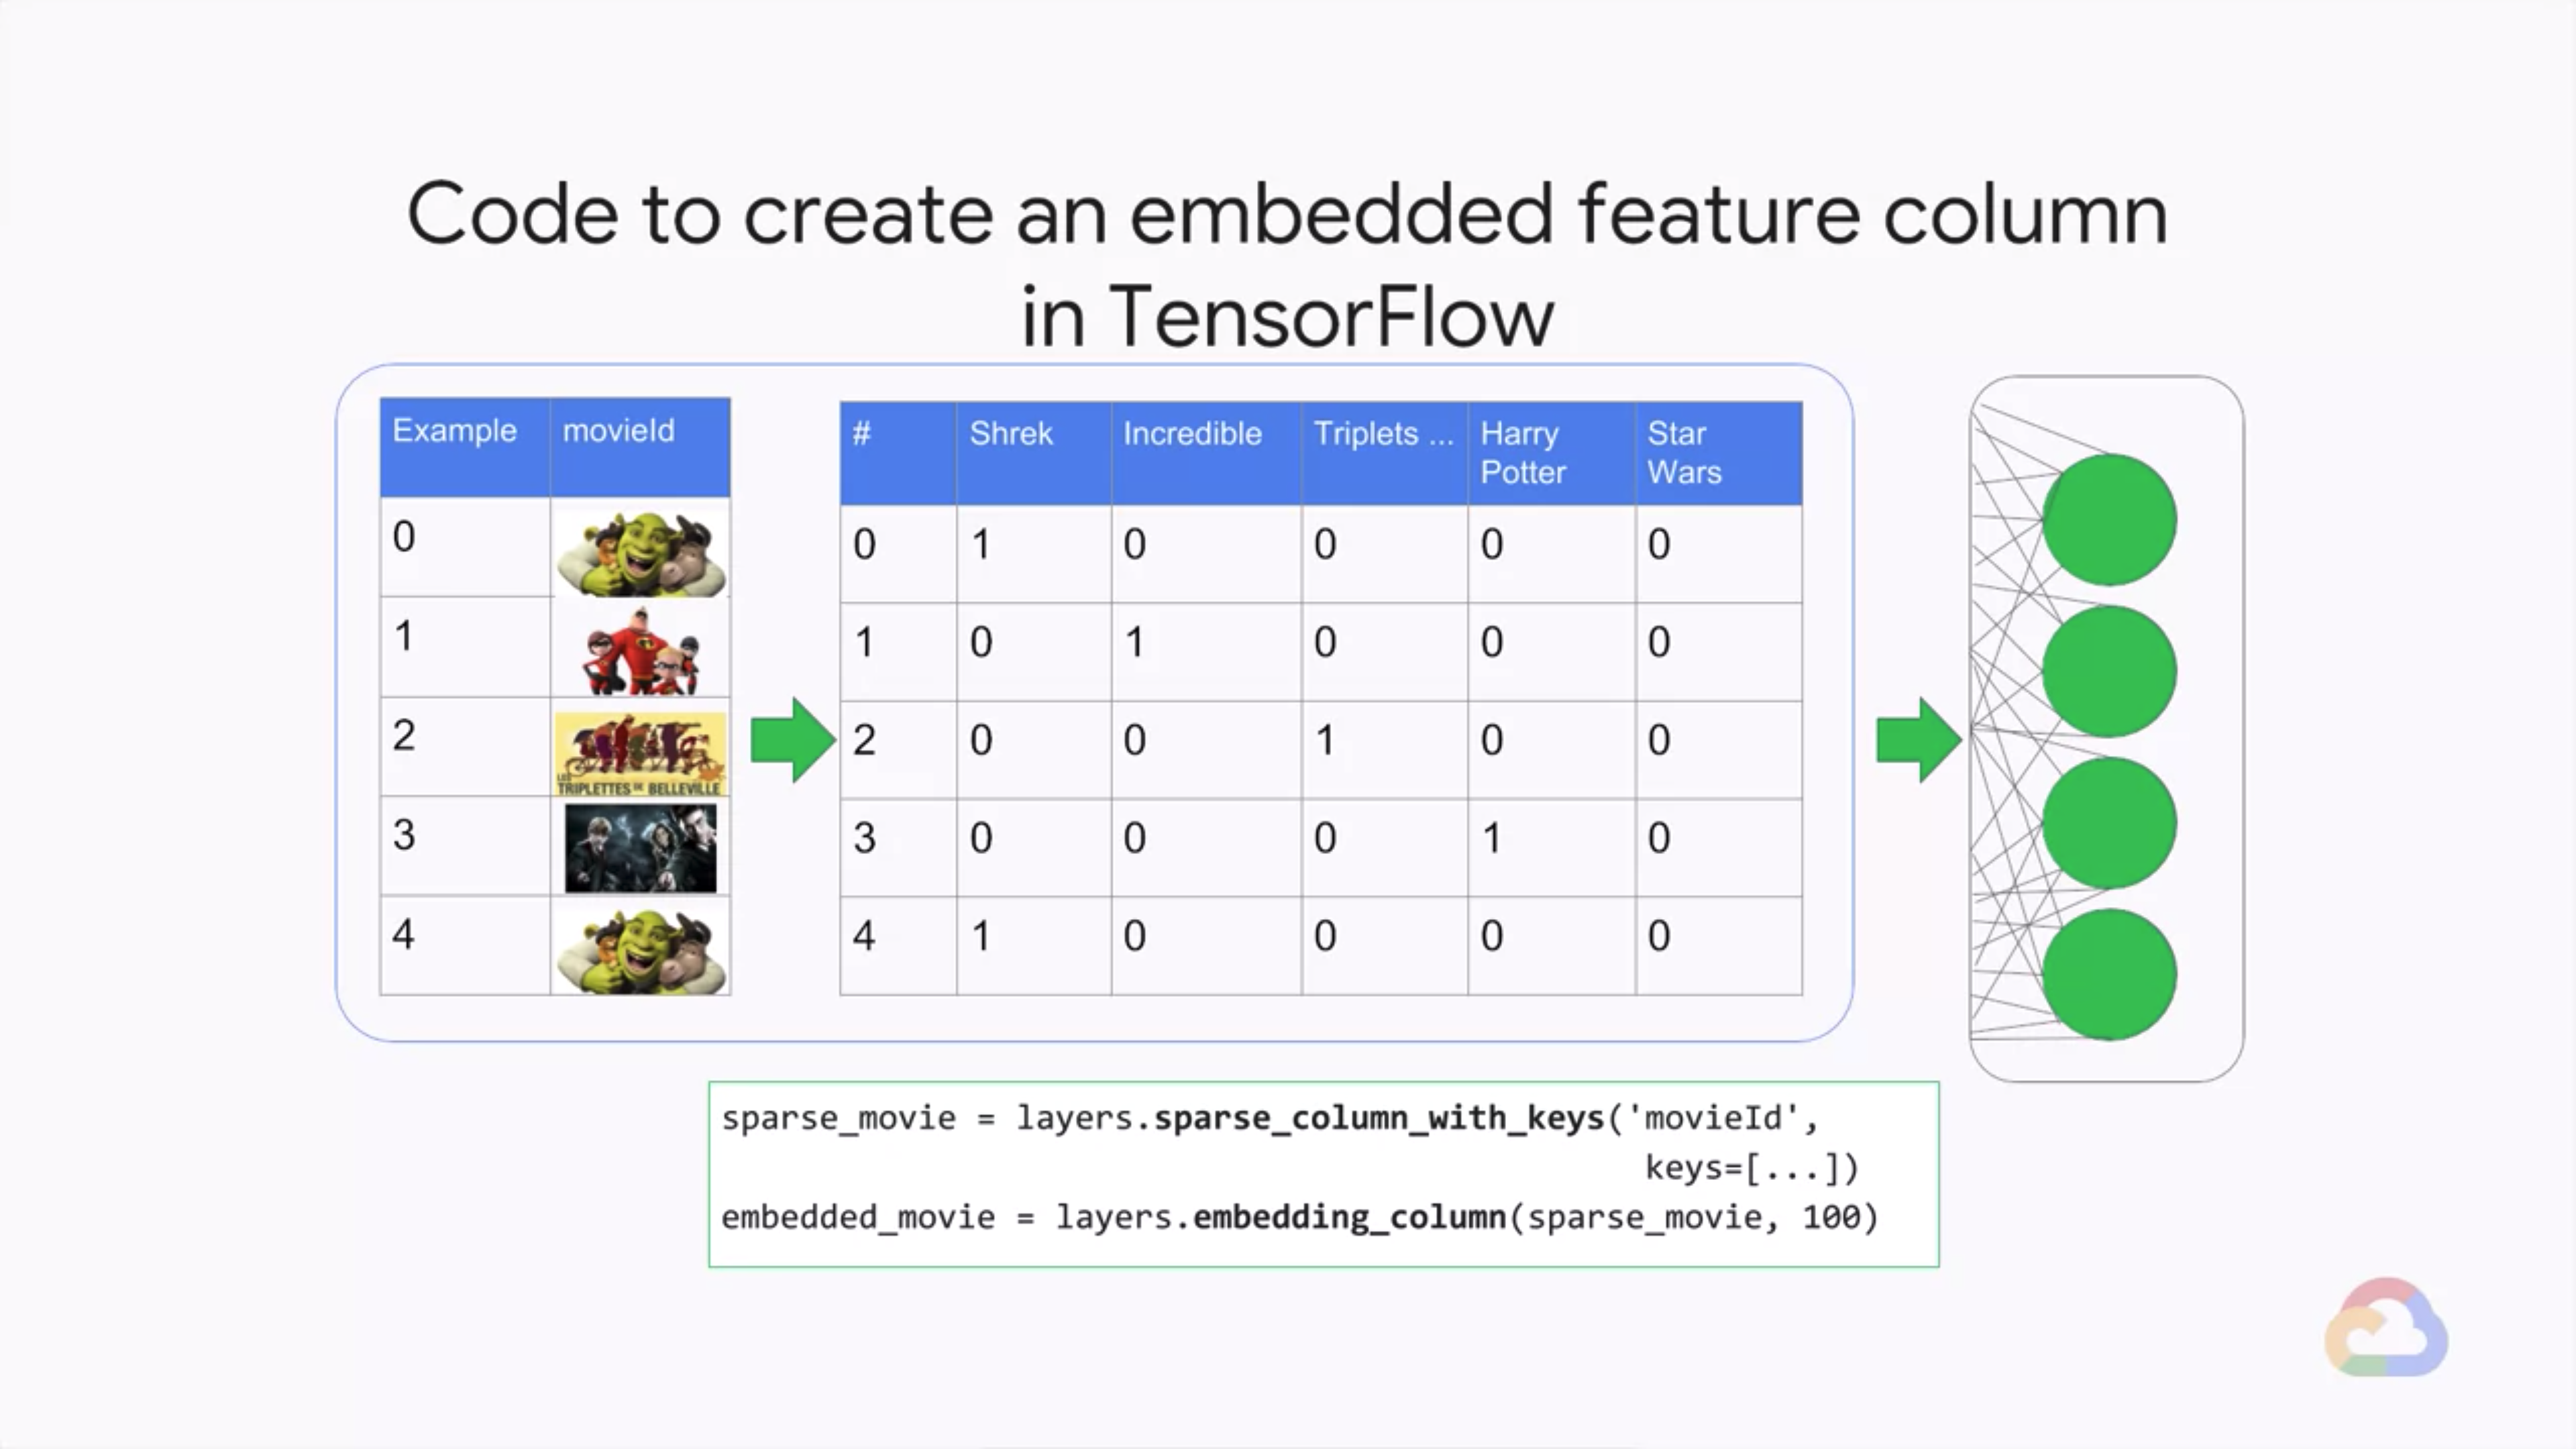 Code to create an embedded feature column
in TensorFlow
Example movieId
0
1
2
LES
TRIPLETTES DE BELLEVILLE
3
4
# Shrek Incredible Triplets ... Harry Potter Star Wars
0 1 0 0 0 0
1 0 1 0 0 0
2 0 0 1 0 0
3 0 0 0 1 0
4 1 0 0 0 0
sparse_movie = layers.sparse_column_with_keys('movieId',
keys=[...])
embedded_movie = layers.embedding_column(sparse_movie, 100)